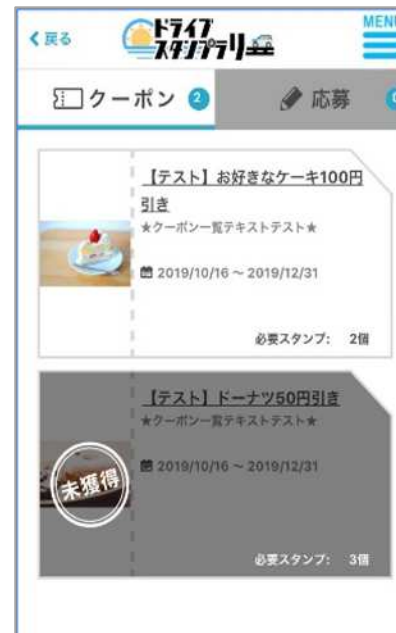 戻る
ドライブ
スタンプラリー
MENU
クーポン 2
応募
【テスト】お好きなケーキ100円
引き
★クーポン一覧テキストテスト★
2019/10/16 ～ 2019/12/31
必要スタンプ: 2個
【テスト】ドーナツ50円引き
★クーポン一覧テキストテスト★
2019/10/16 ～ 2019/12/31
未獲得
必要スタンプ: 3個